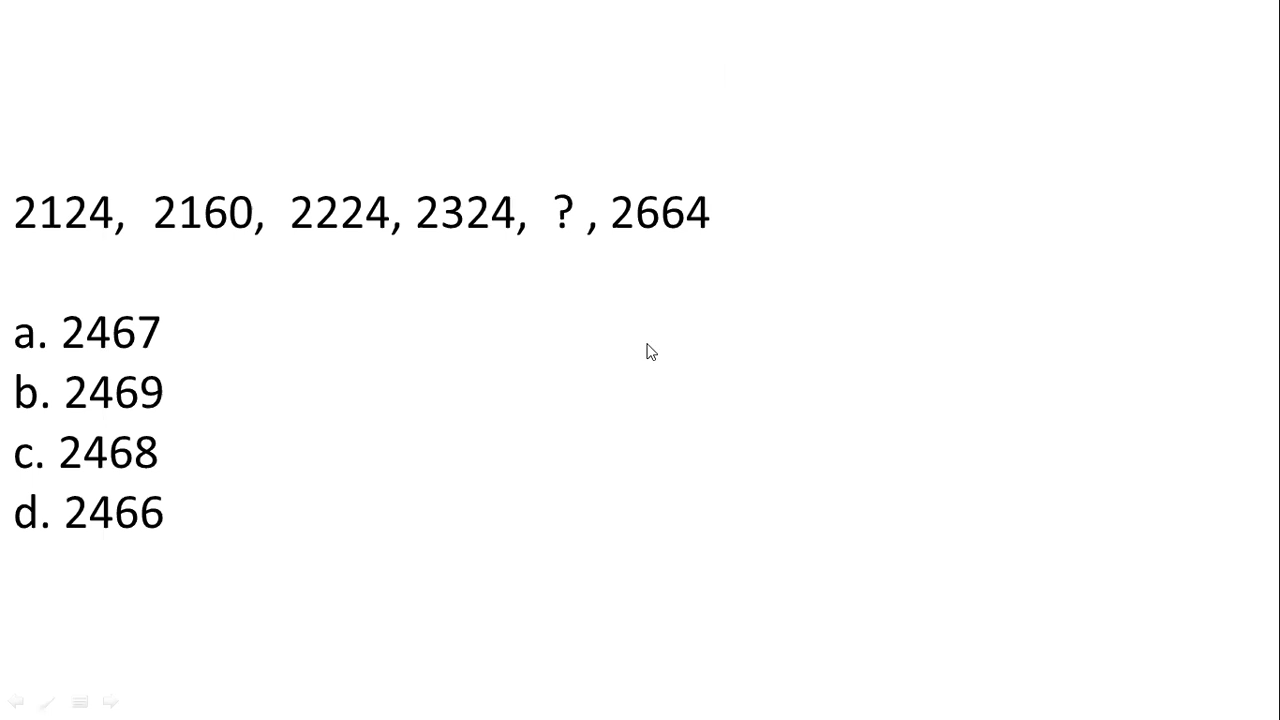 2124, 2160, 2224, 2324, ? , 2664
a. 2467
b. 2469
c. 2468
d. 2466